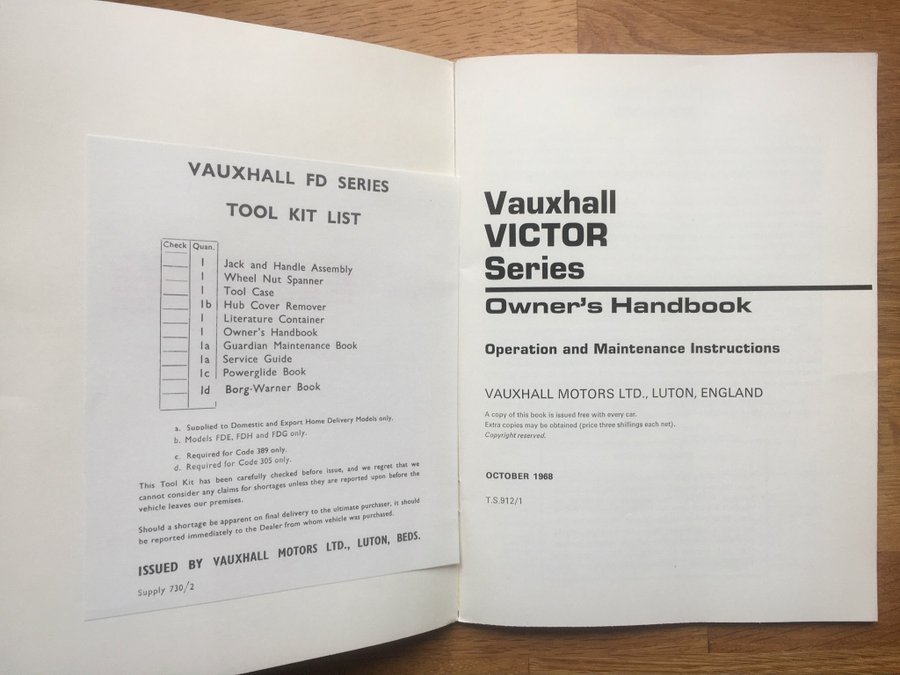 VAUXHALL FD SERIES
TOOL KIT LIST
Check Quan.
1 Jack and Handle Assembly
1 Wheel Nut Spanner
1 Tool Case
1b Hub Cover Remover
1 Literature Container
1 Owner's Handbook
1a Guardian Maintenance Book
1a Service Guide
1c Powerglide Book
1d Borg-Warner Book
a. Supplied to Domestic and Export Home Delivery Models only.
b. Models FDE, FDH and FDG only.
c. Required for Code 389 only.
d. Required for Code 305 only.
This Tool Kit has been carefully checked before issue, and we regret that we
cannot consider any claims for shortages unless they are reported upon before the
vehicle leaves our premises.
Should a shortage be apparent on final delivery to the ultimate purchaser, it should
be reported immediately to the Dealer from whom vehicle was purchased.
ISSUED BY VAUXHALL MOTORS LTD., LUTON, BEDS.
Supply 730/2
Vauxhall
VICTOR
Series
Owner's Handbook
Operation and Maintenance Instructions
VAUXHALL MOTORS LTD., LUTON, ENGLAND
A copy of this book is issued free with every car.
Extra copies may be obtained (price three shillings each net).
Copyright reserved.
OCTOBER 1968
T.S.912/1